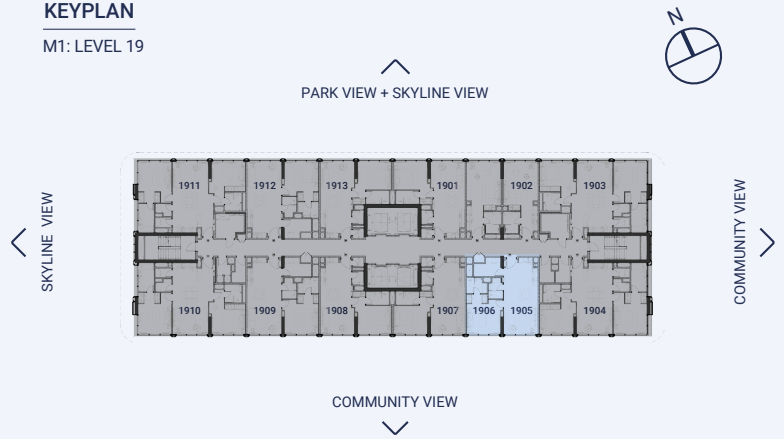 KEYPLAN
M1: LEVEL 19
N
PARK VIEW + SKYLINE VIEW
SKYLINE VIEW
COMMUNITY VIEW
1911 1912 1913 1901 1902 1903
1910 1909 1908 1907 1906 1905 1904
COMMUNITY VIEW